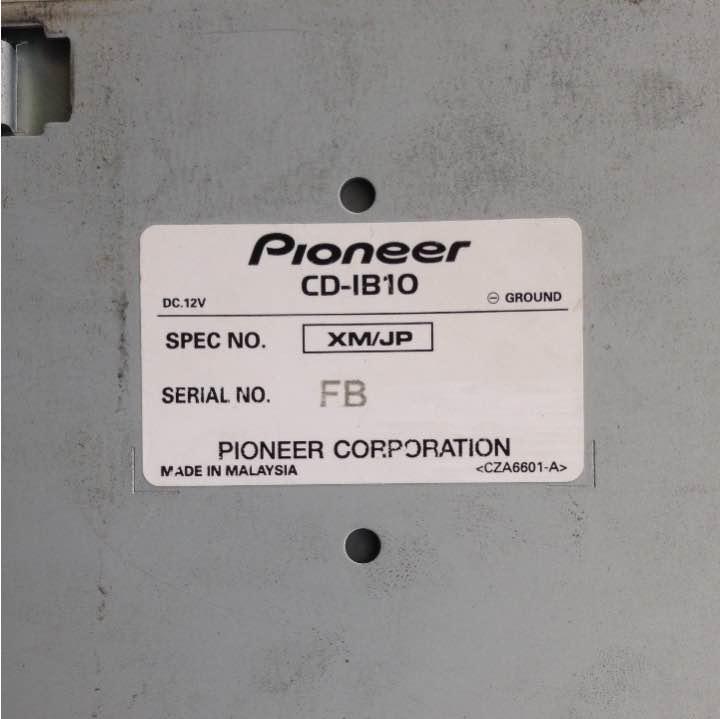 Pioneer
CD-IB10
DC.12V ⊖ GROUND
SPEC NO. XM/JP
SERIAL NO. FB
PIONEER CORPORATION
MADE IN MALAYSIA <CZA6601-A>